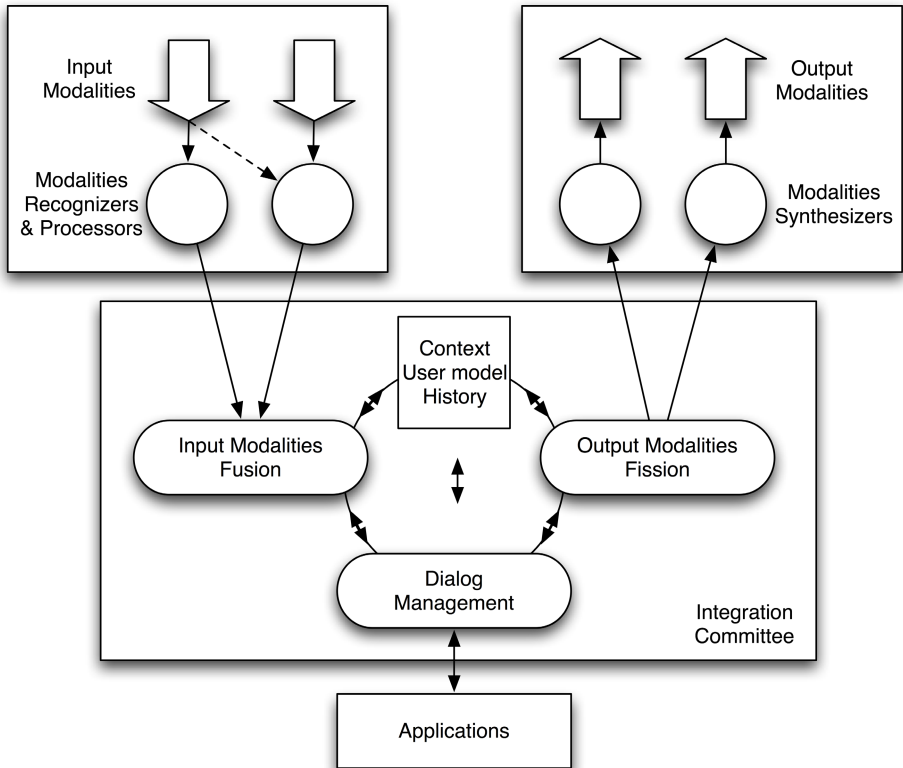 Input
Modalities
Modalities
Recognizers
& Processors
Output
Modalities
Modalities
Synthesizers
Context
User model
History
Input Modalities
Fusion
Output Modalities
Fission
Dialog
Management
Integration
Committee
Applications